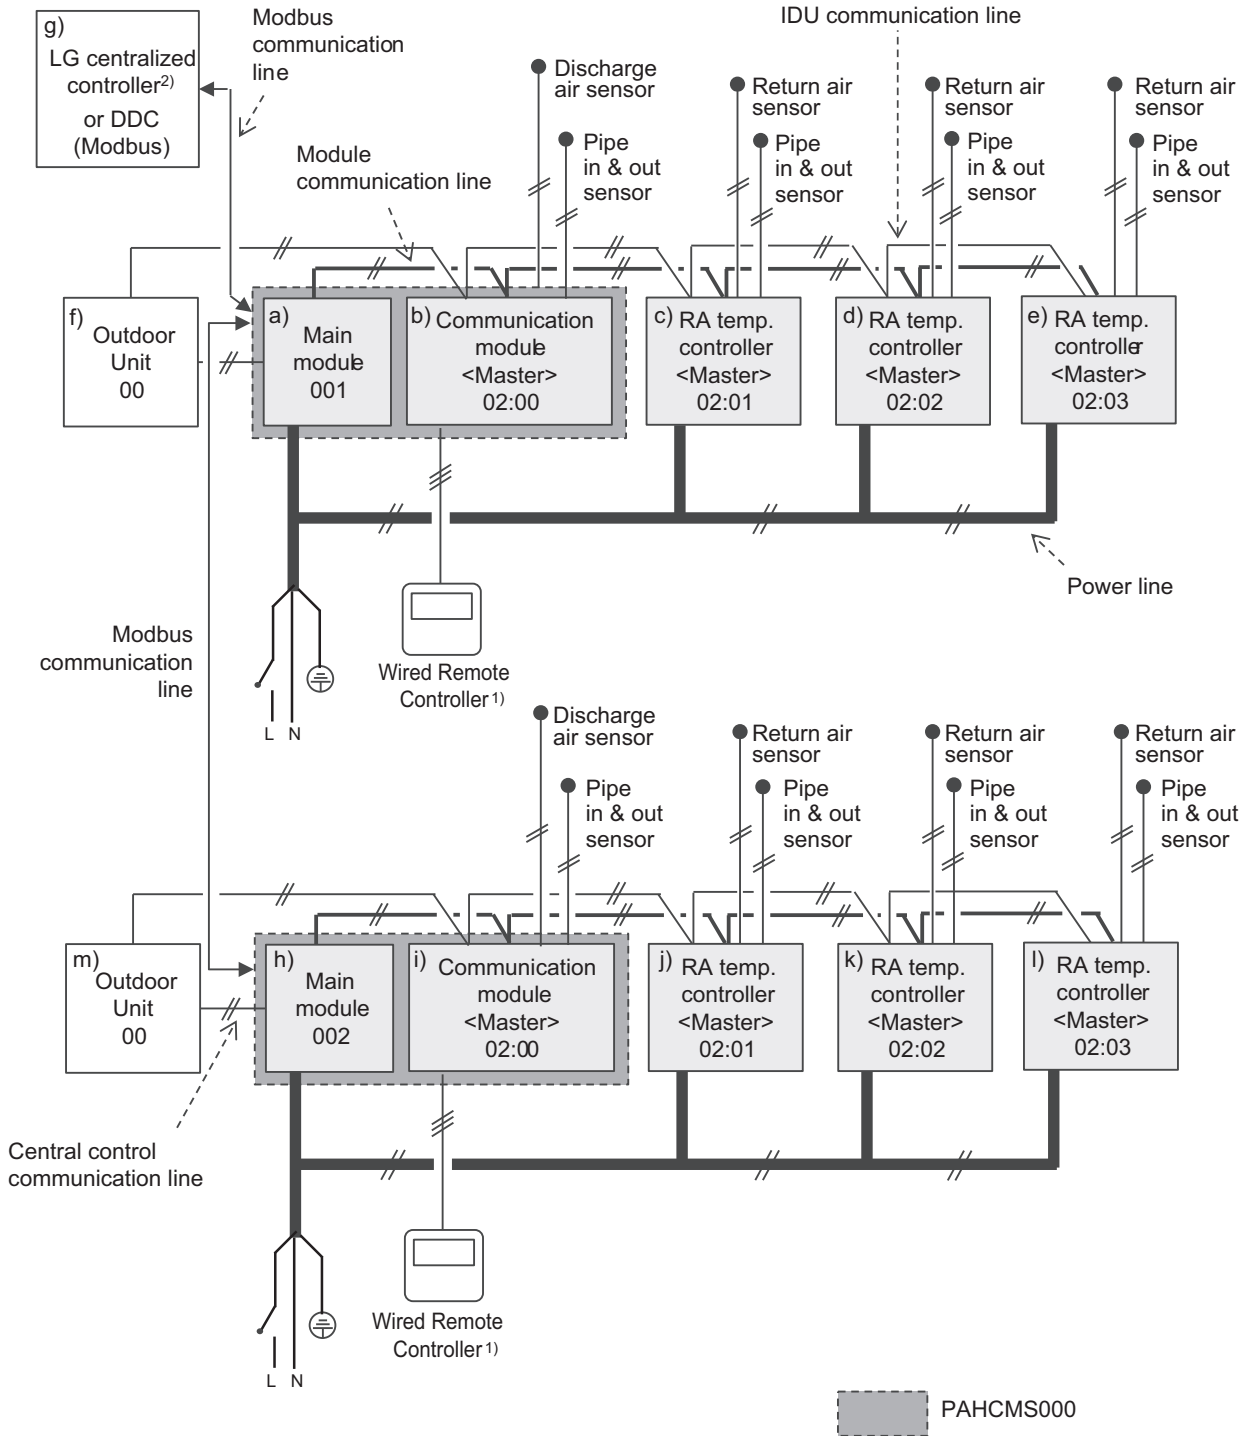 g)
LG centralized
controller2)
or DDC
(Modbus)
Modbus
communication
line
IDU communication line
Discharge
air sensor
Pipe
in & out
sensor
Return air
sensor
Pipe
in & out
sensor
Return air
sensor
Pipe
in & out
sensor
Return air
sensor
Pipe
in & out
sensor
Module
communication line
f)
Outdoor
Unit
00
a)
Main
module
001
b)
Communication
module
<Master>
02:00
c)
RA temp.
controller
<Master>
02:01
d)
RA temp.
controller
<Master>
02:02
e)
RA temp.
controller
<Master>
02:03
Power line
Wired Remote
Controller1)
L N
Modbus
communication
line
Discharge
air sensor
Pipe
in & out
sensor
Return air
sensor
Pipe
in & out
sensor
Return air
sensor
Pipe
in & out
sensor
Return air
sensor
Pipe
in & out
sensor
m)
Outdoor
Unit
00
h)
Main
module
002
i)
Communication
module
<Master>
02:00
j)
RA temp.
controller
<Master>
02:01
k)
RA temp.
controller
<Master>
02:02
l)
RA temp.
controller
<Master>
02:03
Central control
communication line
Wired Remote
Controller1)
L N
PAHCMS000